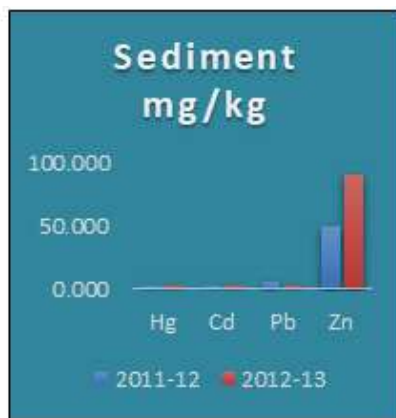 Sediment
mg/kg
100.000
50.000
0.000
Hg Cd Pb Zn
2011-12 2012-13